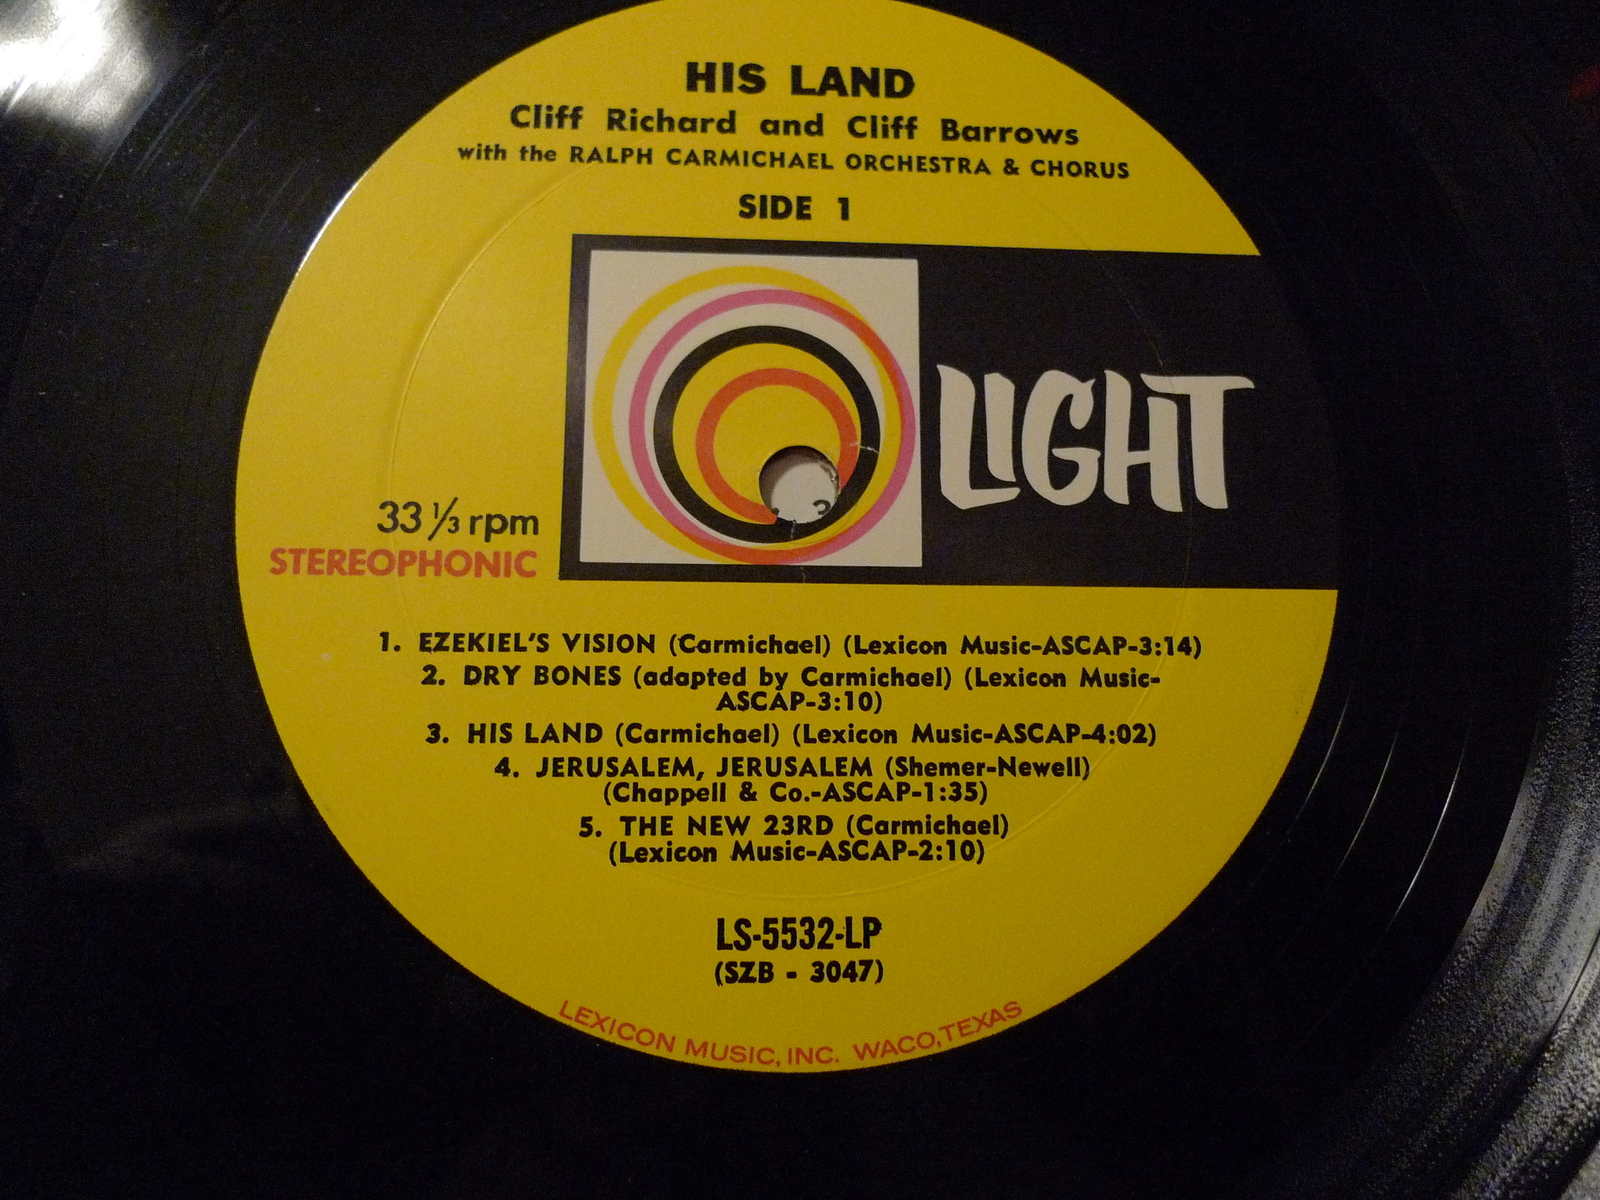 HIS LAND
Cliff Richard and Cliff Barrows
with the RALPH CARMICHAEL ORCHESTRA & CHORUS
SIDE 1
LIGHT
33 1/3 rpm
STEREOPHONIC
1. EZEKIEL'S VISION (Carmichael) (Lexicon Music-ASCAP-3:14)
2. DRY BONES (adapted by Carmichael) (Lexicon Music-
ASCAP-3:10)
3. HIS LAND (Carmichael) (Lexicon Music-ASCAP-4:02)
4. JERUSALEM, JERUSALEM (Shemer-Newell)
(Chappell & Co.-ASCAP-1:35)
5. THE NEW 23RD (Carmichael)
(Lexicon Music-ASCAP-2:10)
LS-5532-LP
(SZB - 3047)
LEXICON MUSIC, INC. WACO, TEXAS